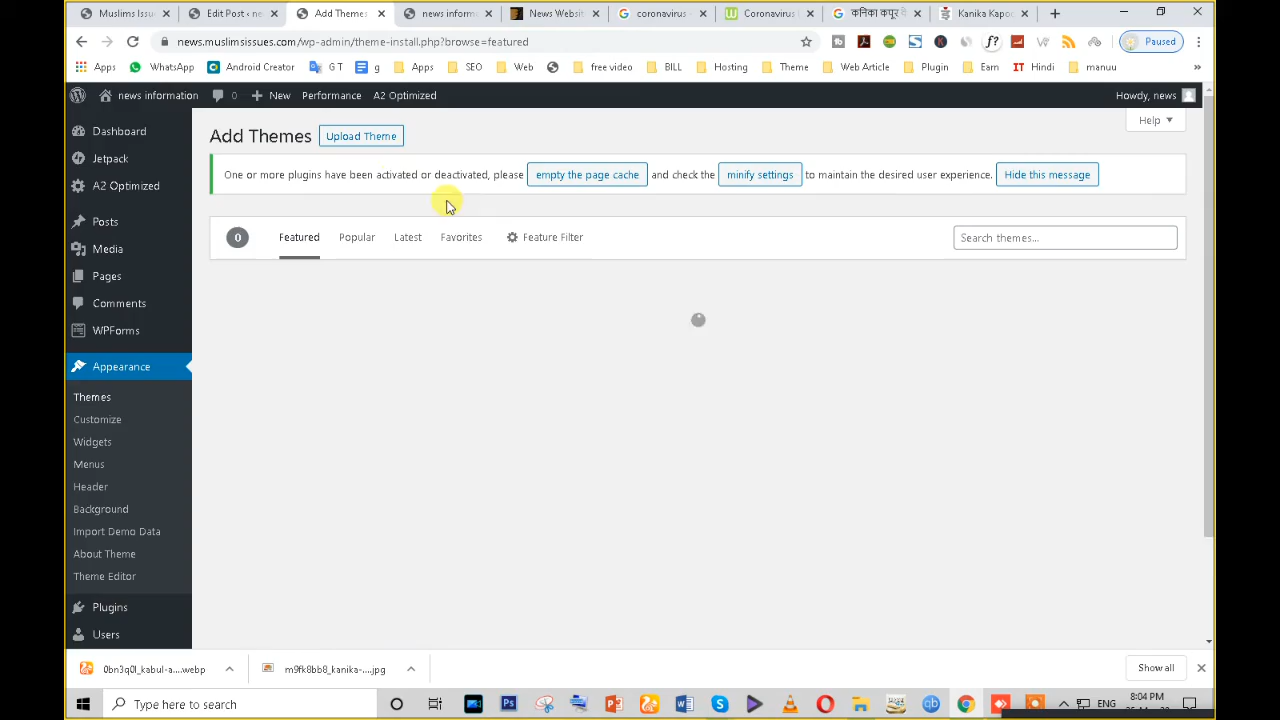 Muslims Issu
Edit Post < ne
Add Themes
news inform
News Websit
coronavirus -
Coronavirus
कनिका कपूर वे
Kanika Kapo
news.muslimsissues.com/wp-admin/theme-install.php?browse=featured
Paused
Apps
WhatsApp
Android Creator
G T
g
Apps
SEO
Web
free video
BILL
Hosting
Theme
Web Article
Plugin
Earn
IT Hindi
manuu
news information
0
New
Performance
A2 Optimized
Howdy, news
Dashboard
Jetpack
A2 Optimized
Posts
Media
Pages
Comments
WPForms
Appearance
Themes
Customize
Widgets
Menus
Header
Background
Import Demo Data
About Theme
Theme Editor
Plugins
Users
Help
Add Themes
Upload Theme
One or more plugins have been activated or deactivated, please empty the page cache and check the minify settings to maintain the desired user experience. Hide this message
0
Featured
Popular
Latest
Favorites
Feature Filter
Search themes...
0bn3q0l_kabul-a....webp
m9fk8bb8_kanika-....jpg
Show all
Type here to search
ENG
8:04 PM